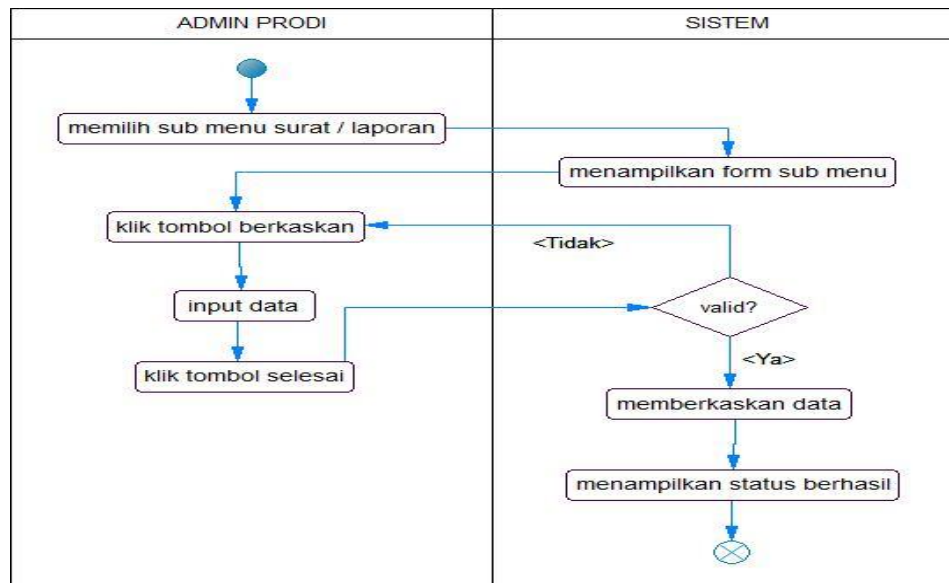 ADMIN PRODI
SISTEM
memilih sub menu surat / laporan
menampilkan form sub menu
klik tombol berkaskan
<Tidak>
input data
valid?
klik tombol selesai
<Ya>
memberkaskan data
menampilkan status berhasil